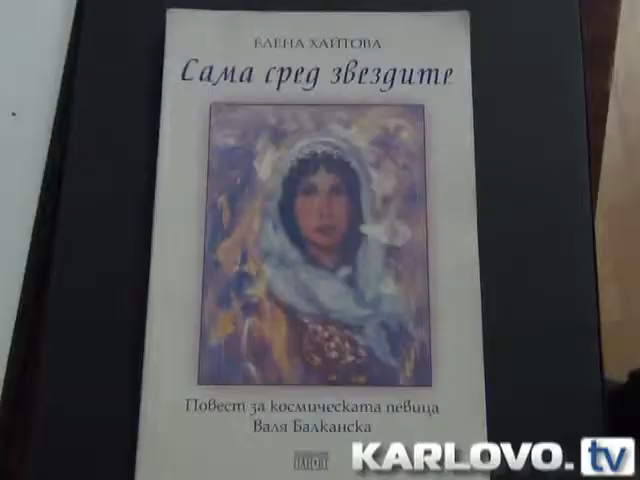 ЕЛЕНА ХАЙТОВА
Сама сред звездите
Повест за космическата певица
Валя Балканска
KARLOVO.tv